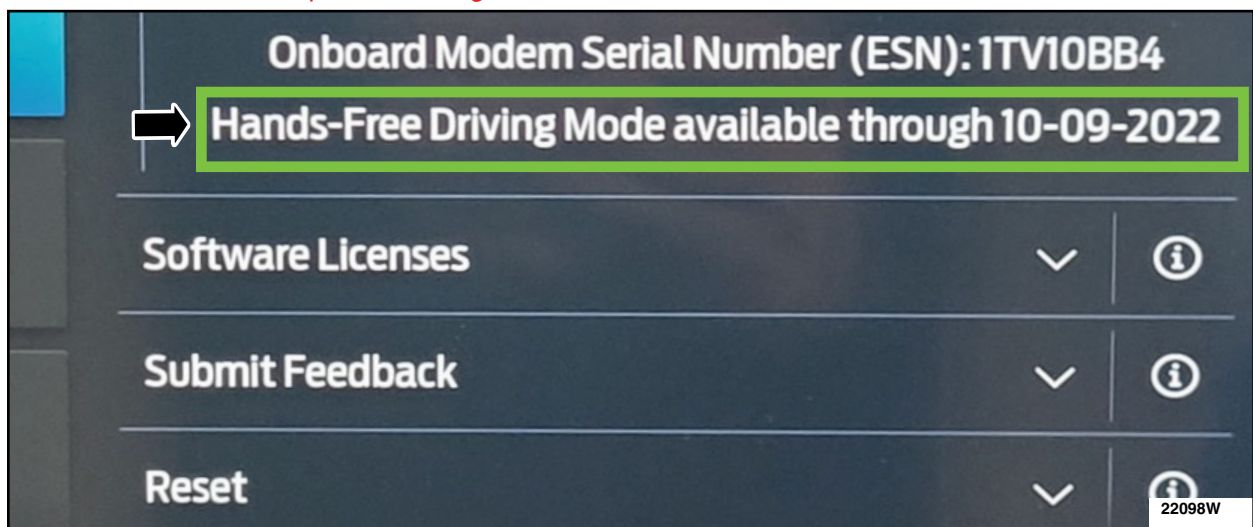 Onboard Modem Serial Number (ESN): 1TV10BB4
Hands-Free Driving Mode available through 10-09-2022
Software Licenses
Submit Feedback
Reset
22098W